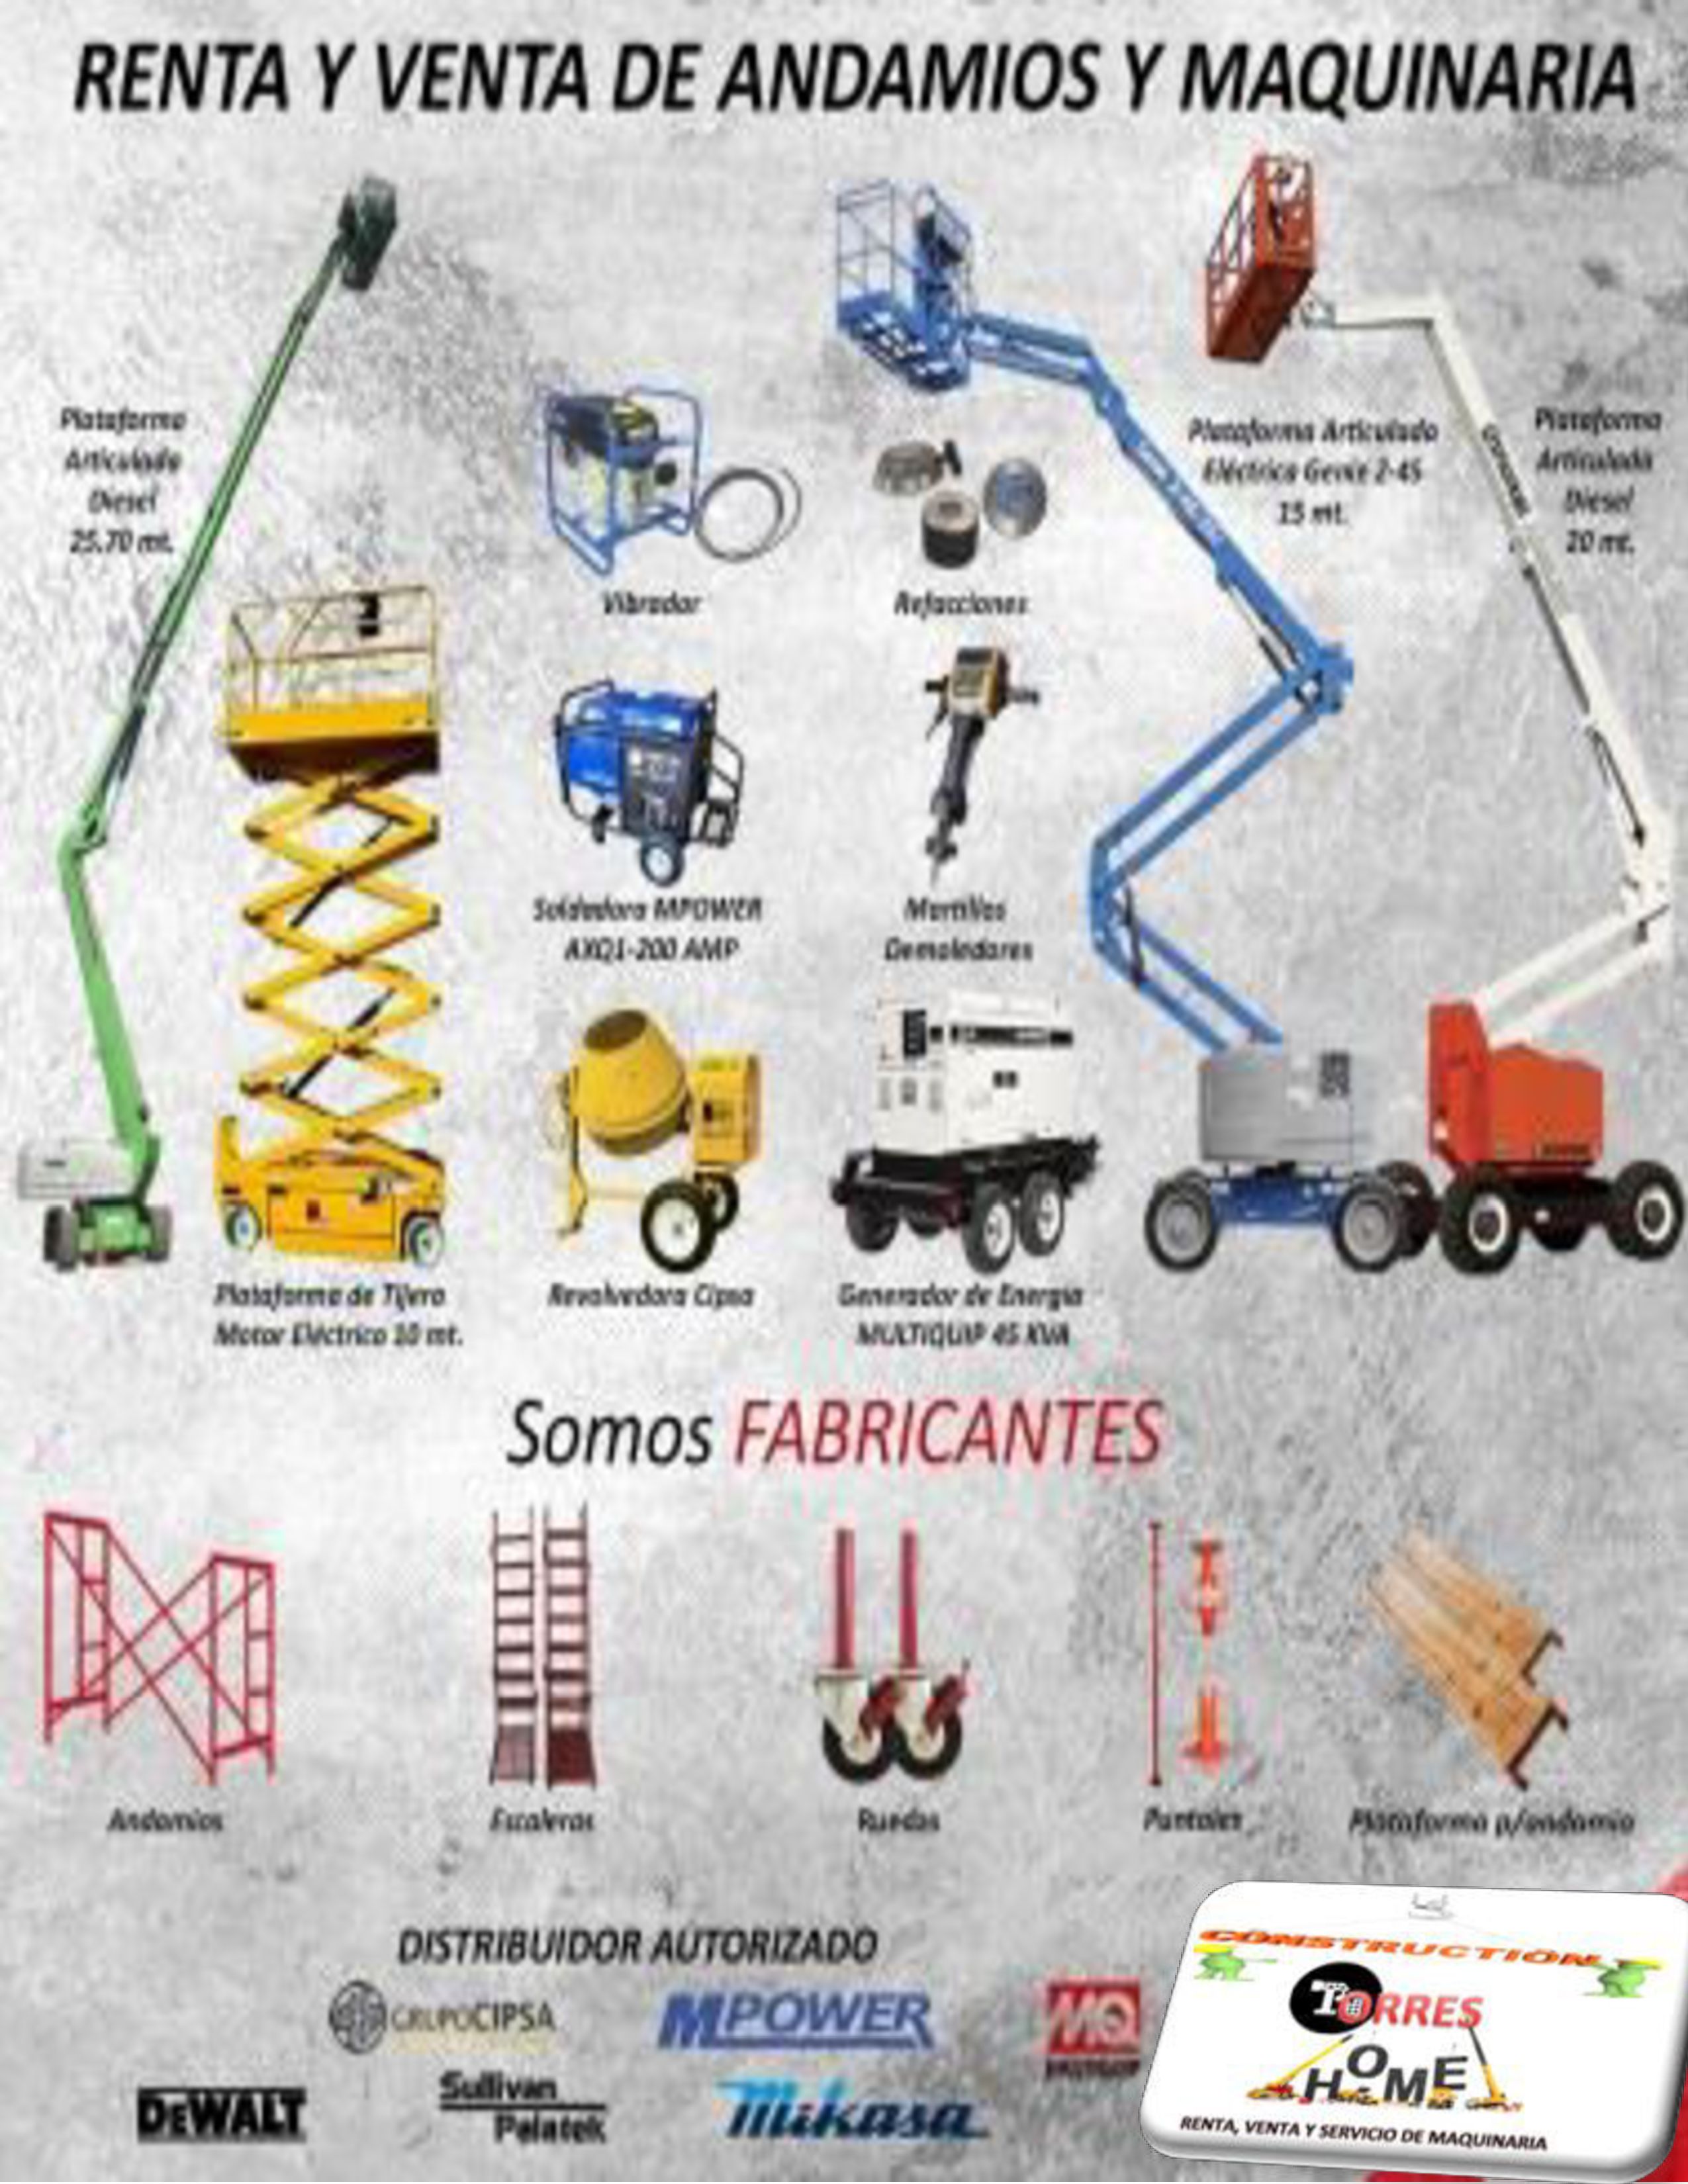 RENTA Y VENTA DE ANDAMIOS Y MAQUINARIA
Plataforma
Articulada
Diesel
25.70 mt.
Vibrador
Refacciones
Plataforma Articulada
Eléctrica Genie Z-45
15 mt.
Plataforma
Articulada
Diesel
20 mt.
Soldadora MPOWER
AXQ1-200 AMP
Martillos
Demoledores
Plataforma de Tijera
Motor Eléctrico 10 mt.
Revolvedora Cipsa
Generador de Energia
MULTIQUIP 45 KVA
Somos FABRICANTES
Andamios
Escaleras
Ruedas
Puntales
Plataforma p/andamio
DISTRIBUIDOR AUTORIZADO
GRUPOCIPSA
MPOWER
MQ
MULTIQUIP
DEWALT
Sullivan
Palatek
Mikasa
CONSTRUCTIÓN
TORRES
HOME
RENTA, VENTA Y SERVICIO DE MAQUINARIA